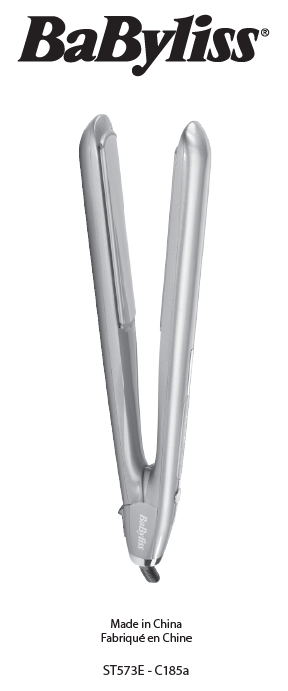 BaByliss®
BaByliss
Made in China
Fabriqué en Chine
ST573E - C185a